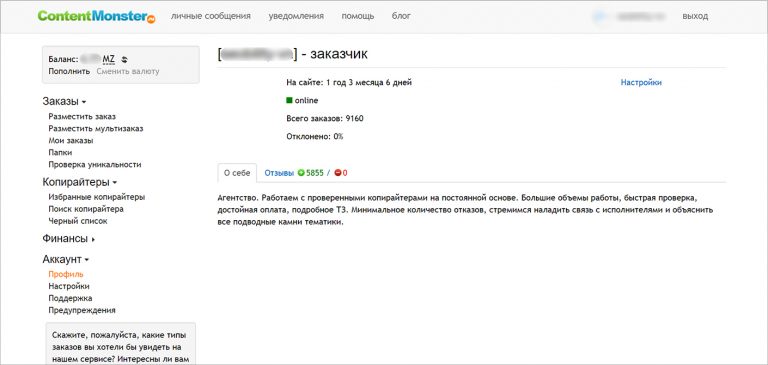 ContentMonster.ru
личные сообщения
уведомления
помощь
блог
выход
Баланс: MZ
Пополнить Сменить валюту
Заказы
Разместить заказ
Разместить мультизаказ
Мои заказы
Папки
Проверка уникальности
Копирайтеры
Избранные копирайтеры
Поиск копирайтера
Черный список
Финансы
Аккаунт
Профиль
Настройки
Поддержка
Предупреждения
Скажите, пожалуйста, какие типы
заказов вы хотели бы увидеть на
нашем сервисе? Интересны ли вам
[ ] - заказчик
На сайте: 1 год 3 месяца 6 дней
Настройки
online
Всего заказов: 9160
Отклонено: 0%
О себе
Отзывы 5855 / 0
Агентство. Работаем с проверенными копирайтерами на постоянной основе. Большие объемы работы, быстрая проверка,
достойная оплата, подробное ТЗ. Минимальное количество отказов, стремимся наладить связь с исполнителями и объяснить
все подводные камни тематики.